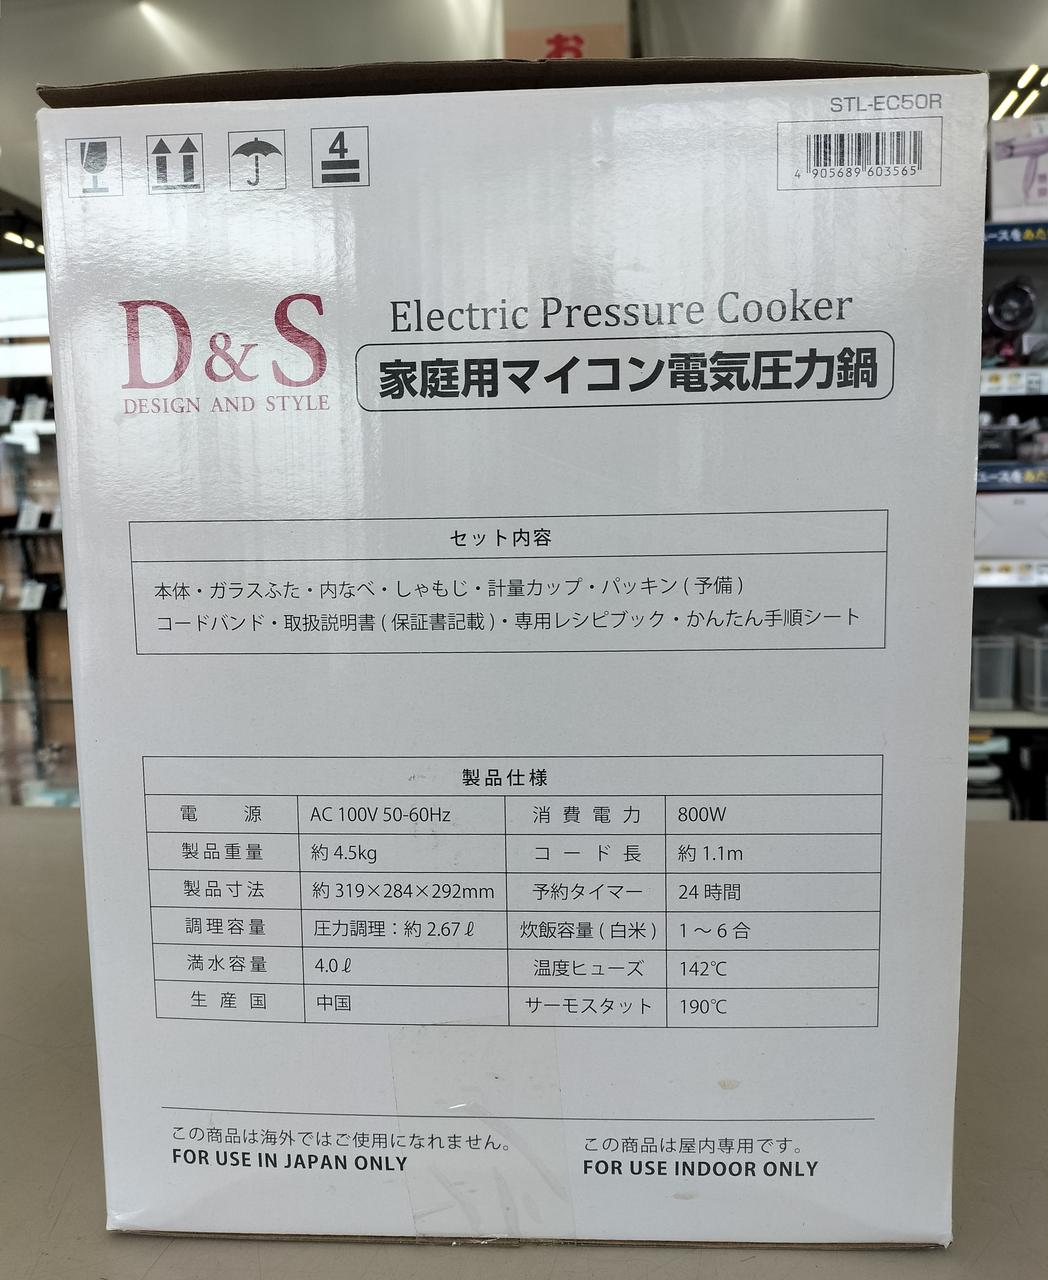 お
STL-EC50R
4
4 905689 603565
D&S
DESIGN AND STYLE
Electric Pressure Cooker
家庭用マイコン電気圧力鍋
セット内容
本体・ガラスふた・内なべ・しゃもじ・計量カップ・パッキン ( 予備 )
コードバンド・取扱説明書 ( 保証書記載 )・専用レシピブック・かんたん手順シート
製品仕様
電 源 AC 100V 50-60Hz 消 費 電 力 800W
製品重量 約 4.5kg コ ー ド 長 約 1.1m
製品寸法 約 319×284×292mm 予約タイマー 24 時間
調理容量 圧力調理：約 2.67ℓ 炊飯容量 ( 白米 ) 1 〜 6 合
満水容量 4.0ℓ 温度ヒューズ 142℃
生 産 国 中国 サーモスタット 190℃
この商品は海外ではご使用になれません。
FOR USE IN JAPAN ONLY
この商品は屋内専用です。
FOR USE INDOOR ONLY